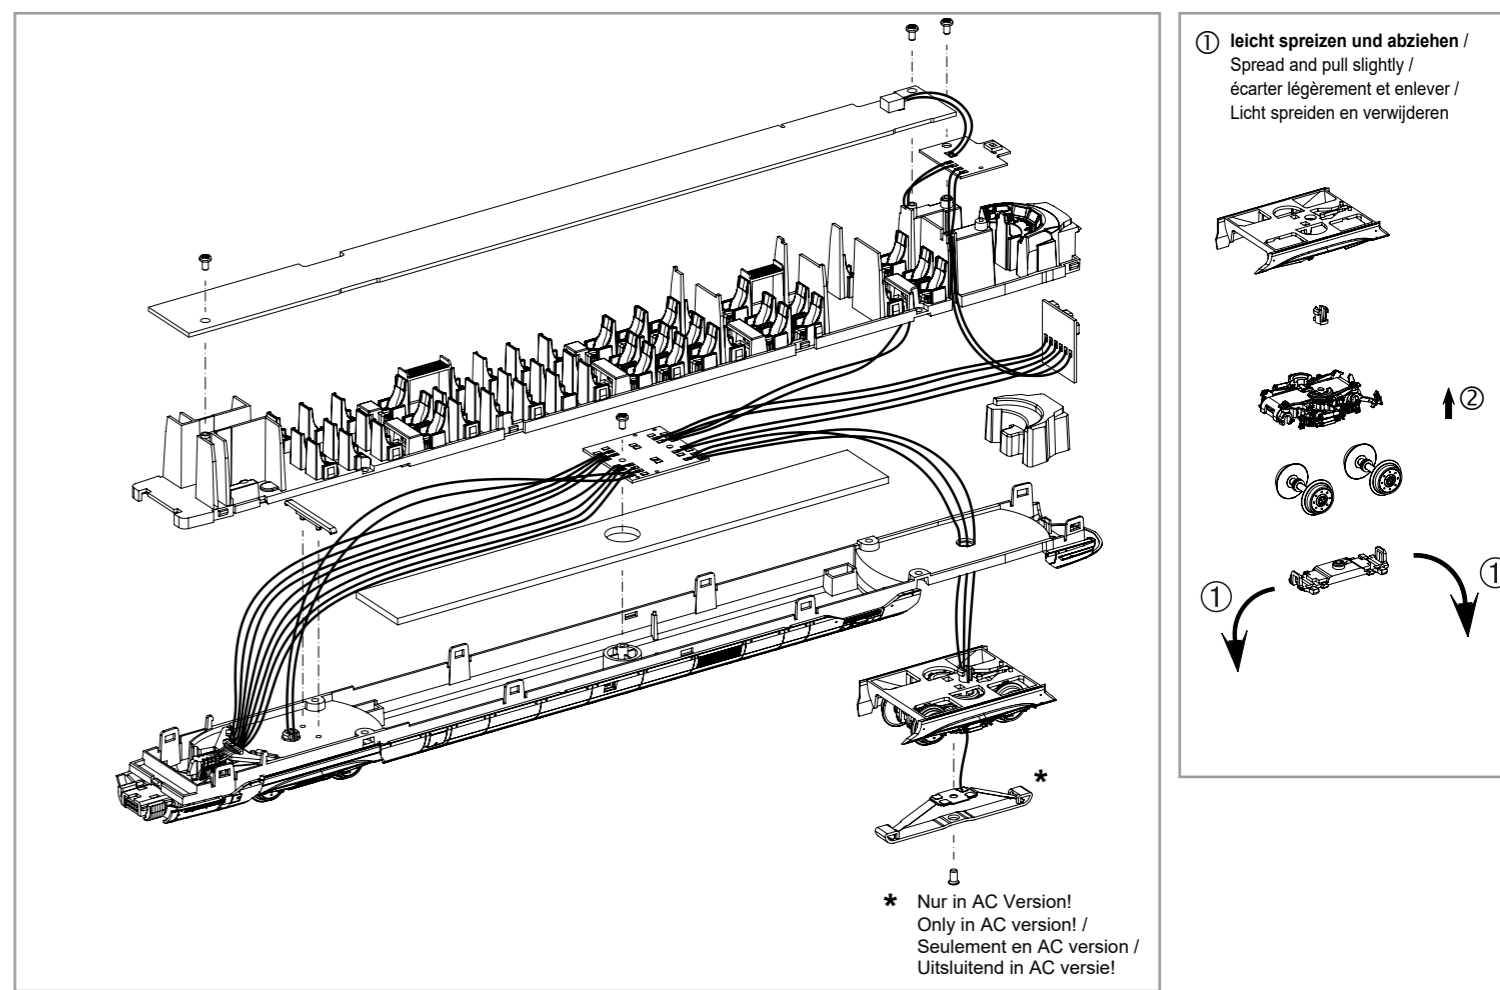 ① leicht spreizen und abziehen /
Spread and pull slightly /
écarter légèrement et enlever /
Licht spreiden en verwijderen
②
① ①
*
* Nur in AC Version!
Only in AC version! /
Seulement en AC version /
Uitsluitend in AC versie!